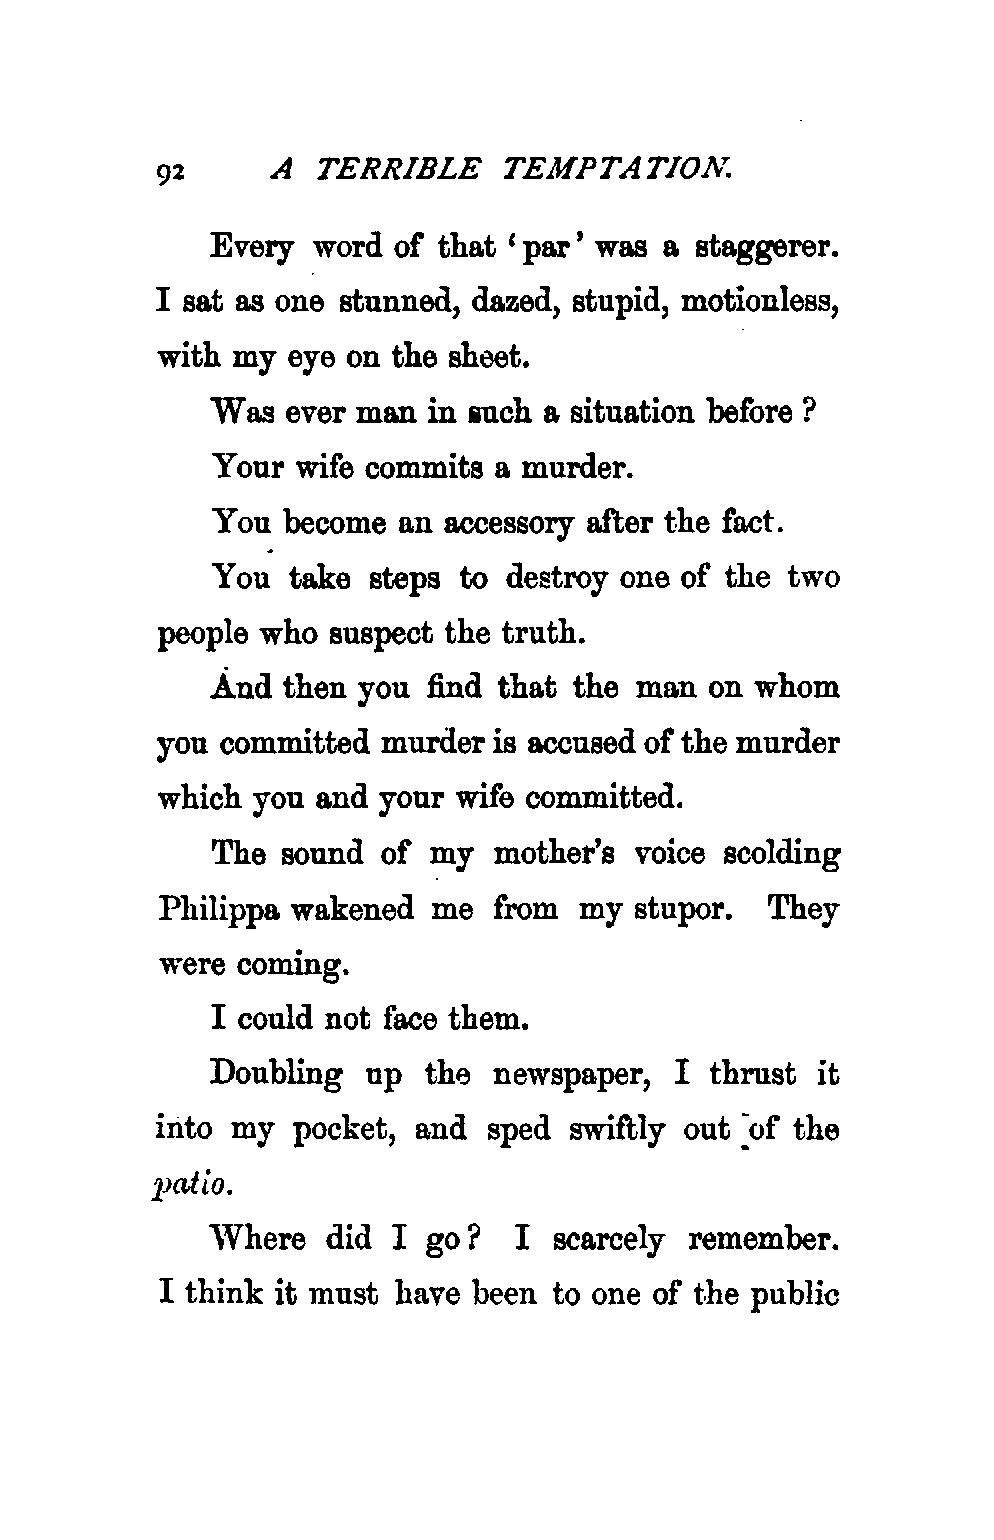 92 A TERRIBLE TEMPTATION.
Every word of that ‘par’ was a staggerer.
I sat as one stunned, dazed, stupid, motionless,
with my eye on the sheet.
Was ever man in such a situation before ?
Your wife commits a murder.
You become an accessory after the fact.
You take steps to destroy one of the two
people who suspect the truth.
And then you find that the man on whom
you committed murder is accused of the murder
which you and your wife committed.
The sound of my mother’s voice scolding
Philippa wakened me from my stupor. They
were coming.
I could not face them.
Doubling up the newspaper, I thrust it
into my pocket, and sped swiftly out of the
patio.
Where did I go? I scarcely remember.
I think it must have been to one of the public